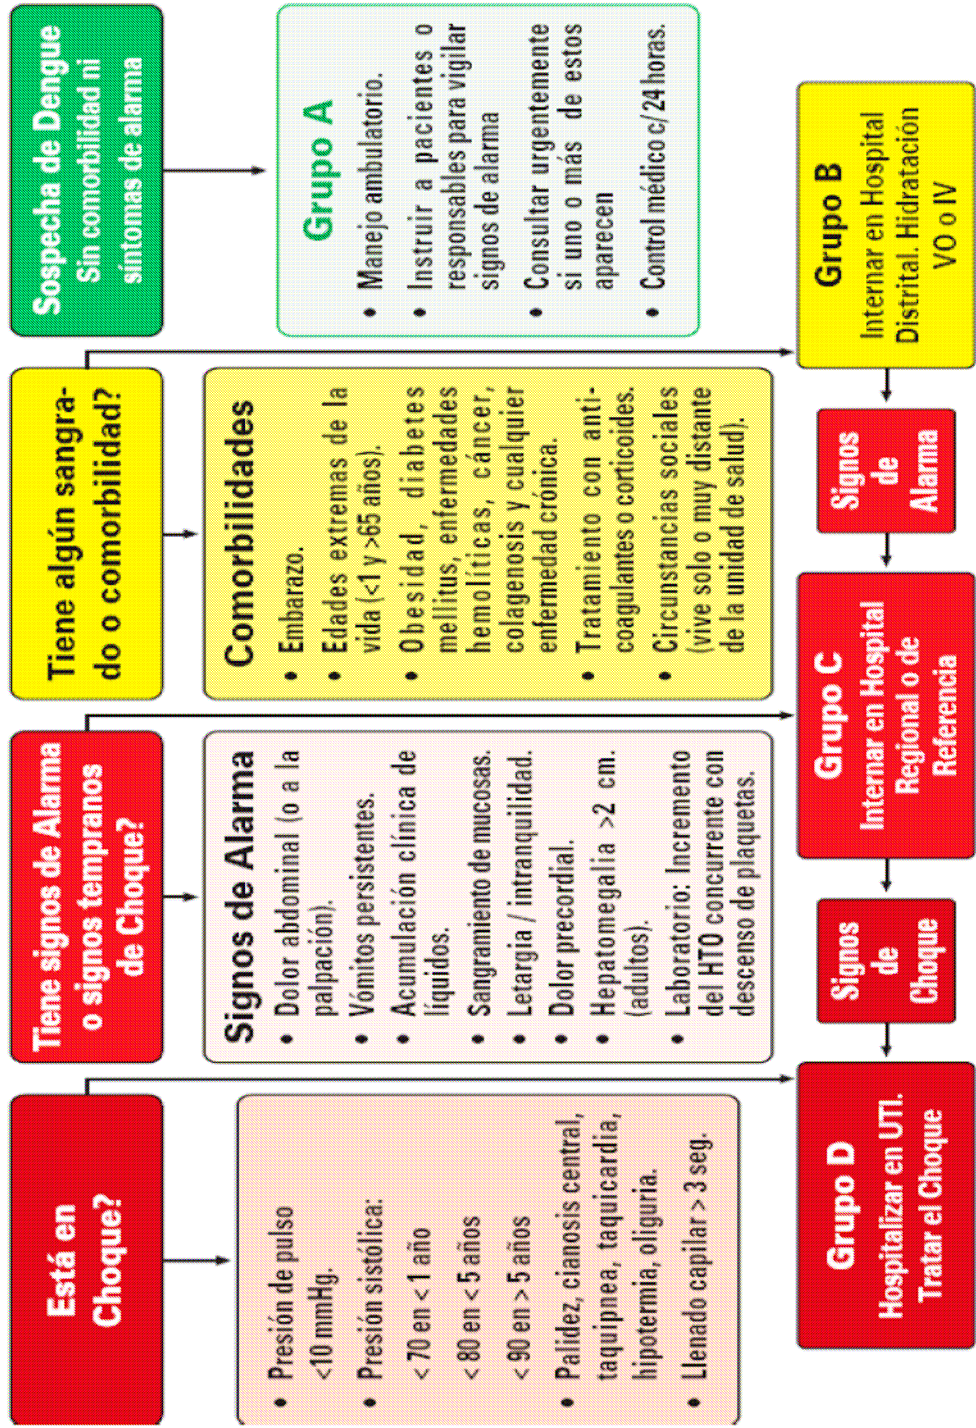 Está en
Choque?
Presión de pulso
<10 mmHg.
Presión sistólica:
< 70 en < 1 año
< 80 en < 5 años
< 90 en > 5 años
Palidez, cianosis central,
taquipnea, taquicardia,
hipotermia, oliguria.
Llenado capilar > 3 seg.
Grupo D
Hospitalizar en UTI.
Tratar el Choque
Tiene signos de Alarma
o signos tempranos
de Choque?
Signos de Alarma
Dolor abdominal (o a la
palpación).
Vómitos persistentes.
Acumulación clínica de
líquidos.
Sangramiento de mucosas.
Letargia / intranquilidad.
Dolor precordial.
Hepatomegalia >2 cm.
(adultos).
Laboratorio: Incremento
del HTO concurrente con
descenso de plaquetas.
Signos
de
Choque
Grupo C
Internar en Hospital
Regional o de
Referencia
Tiene algún sangra-
do o comorbilidad?
Comorbilidades
Embarazo.
Edades extremas de la
vida (<1 y >65 años).
Obesidad, diabetes
mellitus, enfermedades
hemolíticas, cáncer,
colagenosis y cualquier
enfermedad crónica.
Tratamiento con anti-
coagulantes o corticoides.
Circunstancias sociales
(vive solo o muy distante
de la unidad de salud).
Signos
de
Alarma
Grupo B
Internar en Hospital
Distrital. Hidratación
VO o IV
Sospecha de Dengue
Sin comorbilidad ni
síntomas de alarma
Grupo A
Manejo ambulatorio.
Instruir a pacientes o
responsables para vigilar
signos de alarma
Consultar urgentemente
si uno o más de estos
aparecen
Control médico c/ 24 horas.